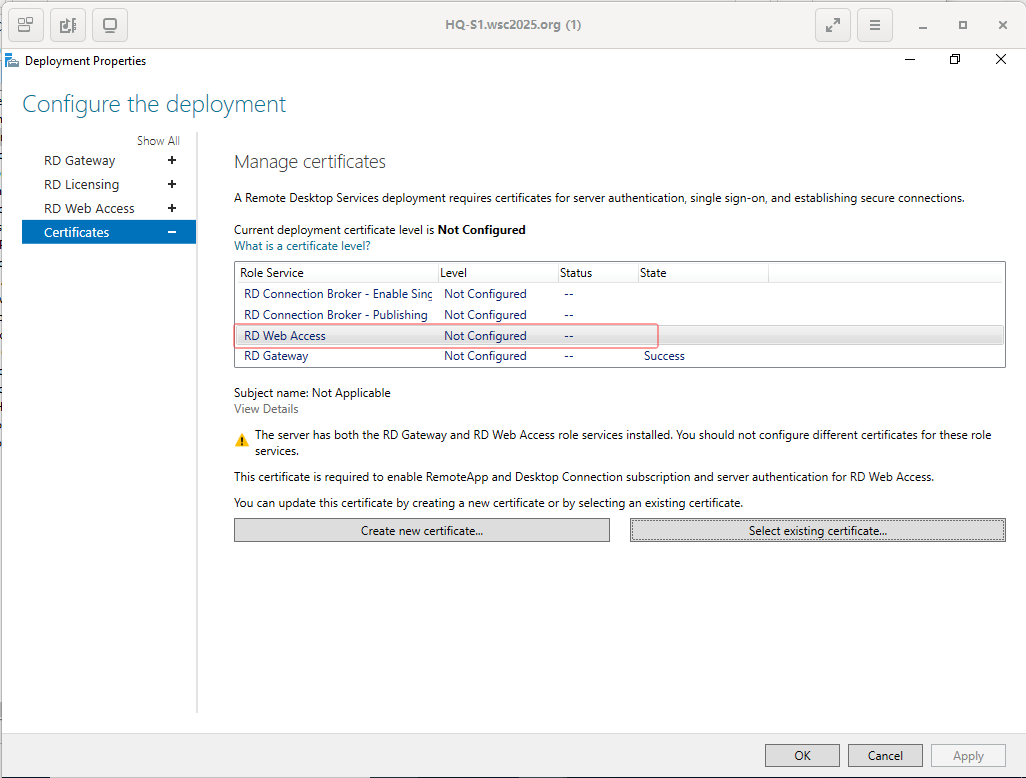 HQ-S1.wsc2025.org (1)
Deployment Properties
Configure the deployment
Show All
RD Gateway +
RD Licensing +
RD Web Access +
Certificates –
Manage certificates
A Remote Desktop Services deployment requires certificates for server authentication, single sign-on, and establishing secure connections.
Current deployment certificate level is Not Configured
What is a certificate level?
Role Service Level Status State
RD Connection Broker - Enable Sing Not Configured --
RD Connection Broker - Publishing Not Configured --
RD Web Access Not Configured --
RD Gateway Not Configured -- Success
Subject name: Not Applicable
View Details
The server has both the RD Gateway and RD Web Access role services installed. You should not configure different certificates for these role
services.
This certificate is required to enable RemoteApp and Desktop Connection subscription and server authentication for RD Web Access.
You can update this certificate by creating a new certificate or by selecting an existing certificate.
Create new certificate... Select existing certificate...
OK Cancel Apply